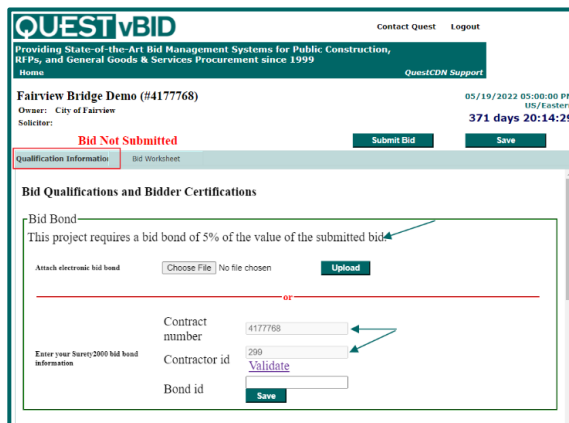 QUEST vBID
Contact Quest Logout
Providing State-of-the-Art Bid Management Systems for Public Construction,
RFPs, and General Goods & Services Procurement since 1999
Home QuestCDN Support
Fairview Bridge Demo (#4177768)
05/19/2022 05:00:00 PM
Owner: City of Fairview
US/Eastern
Solicitor:
371 days 20:14:29
Bid Not Submitted
Submit Bid Save
Qualification Informatio Bid Worksheet
Bid Qualifications and Bidder Certifications
Bid Bond
This project requires a bid bond of 5% of the value of the submitted bid.
Attach electronic bid bond Choose File No file chosen Upload
or
Contract number 4177768
Enter your Surety2000 bid bond information
Contractor id 299
Validate
Bond id
Save